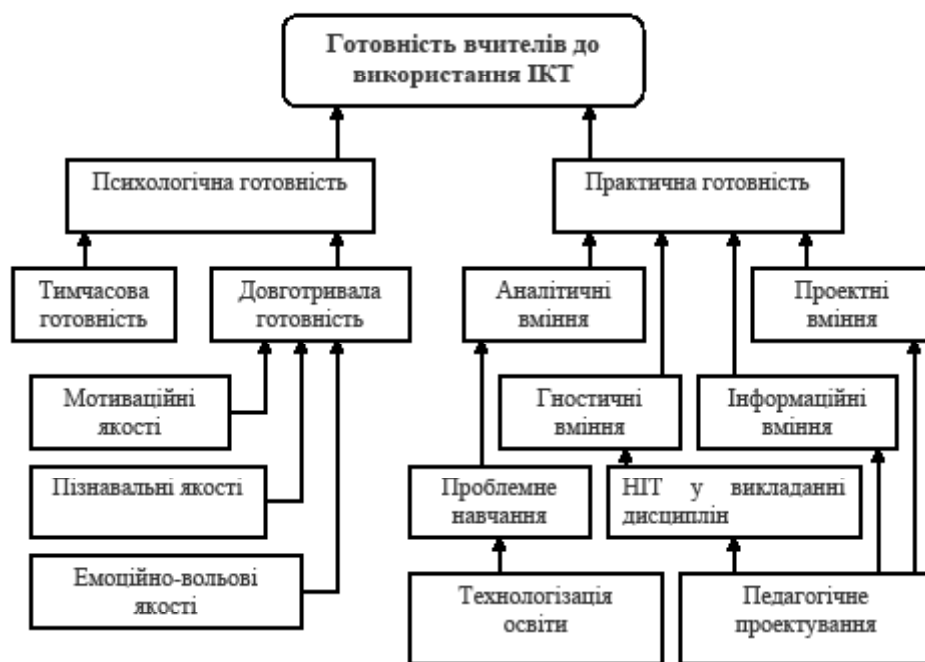 Готовність вчителів до
використання ІКТ
Психологічна готовність
Практична готовність
Тимчасова
готовність
Довготривала
готовність
Аналітичні
вміння
Проектні
вміння
Мотиваційні
якості
Гностичні
вміння
Інформаційні
вміння
Пізнавальні якості
Проблемне
навчання
НІТ у викладанні
дисциплін
Емоційно-вольові
якості
Технологізація
освіти
Педагогічне
проектування